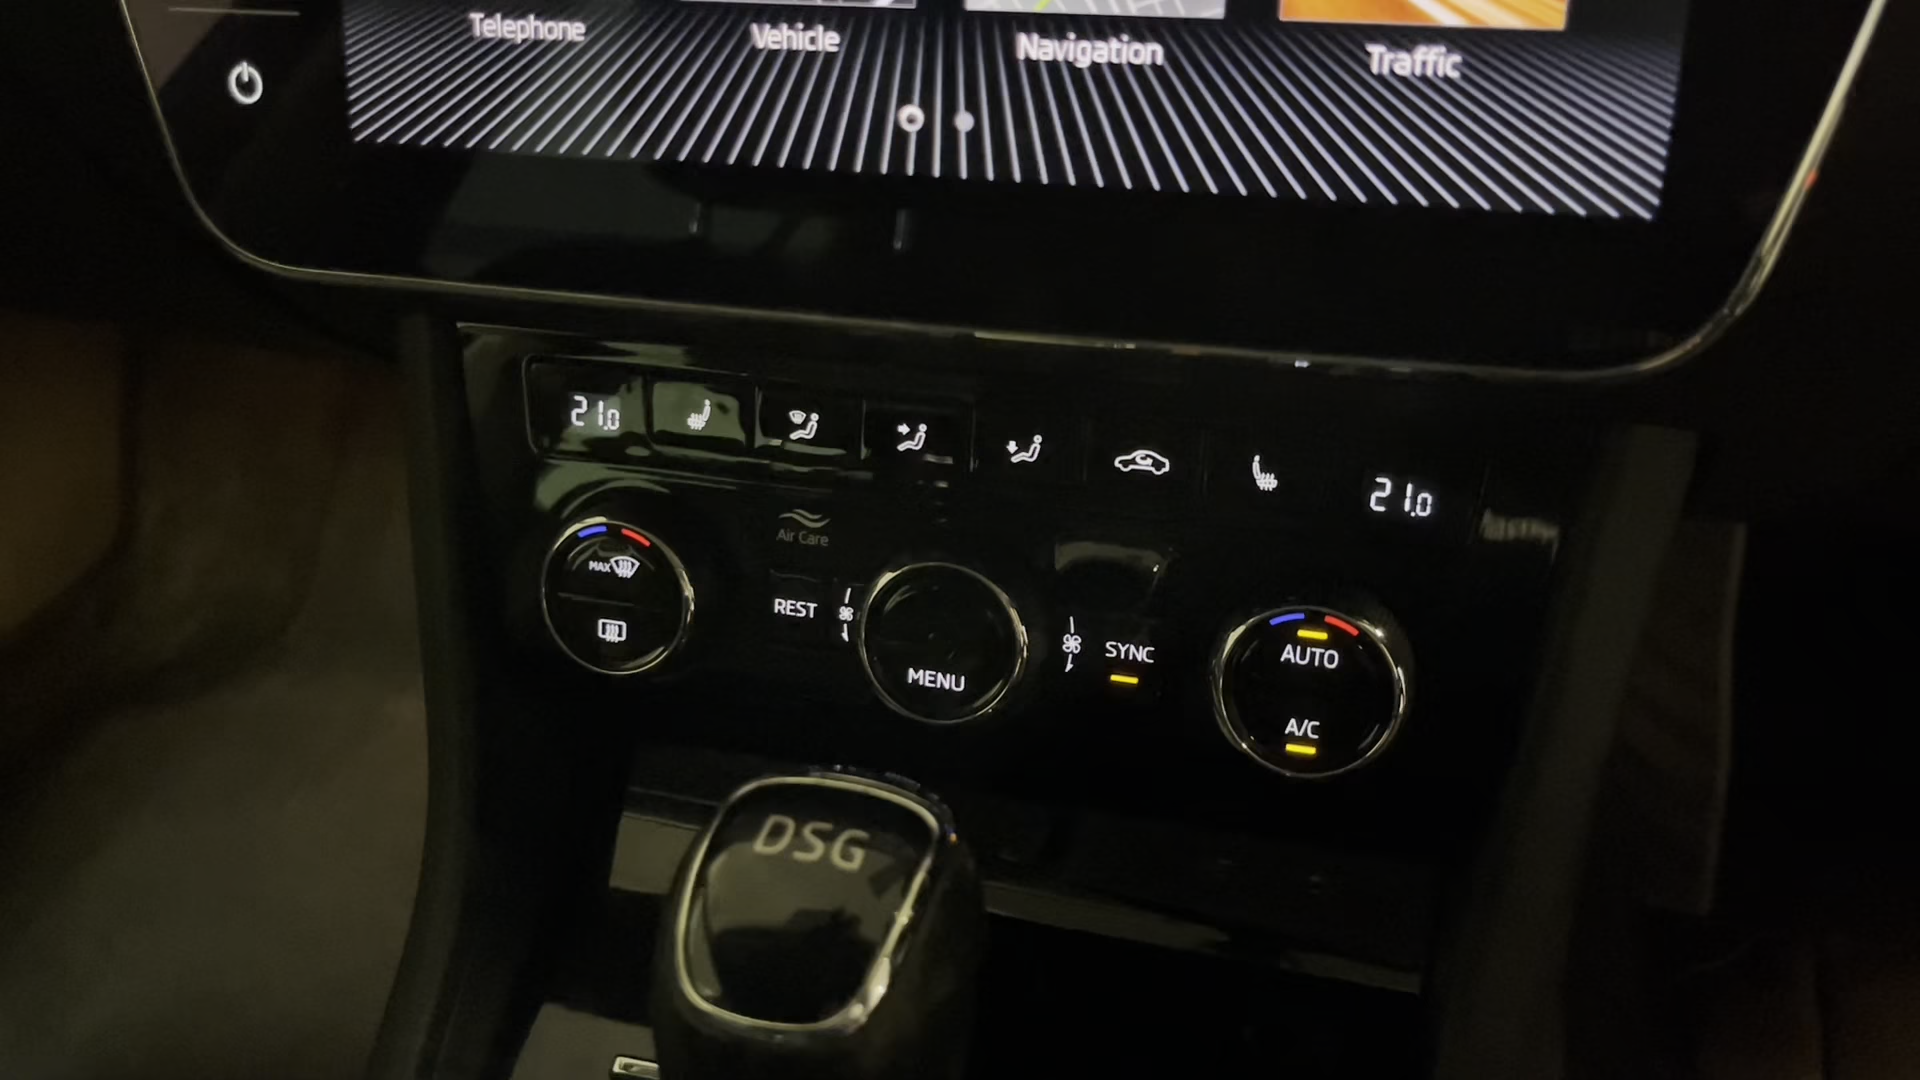 Telephone
Vehicle
Navigation
Traffic
21.0
21.0
Air Care
MAX
REST
MENU
SYNC
AUTO
A/C
DSG